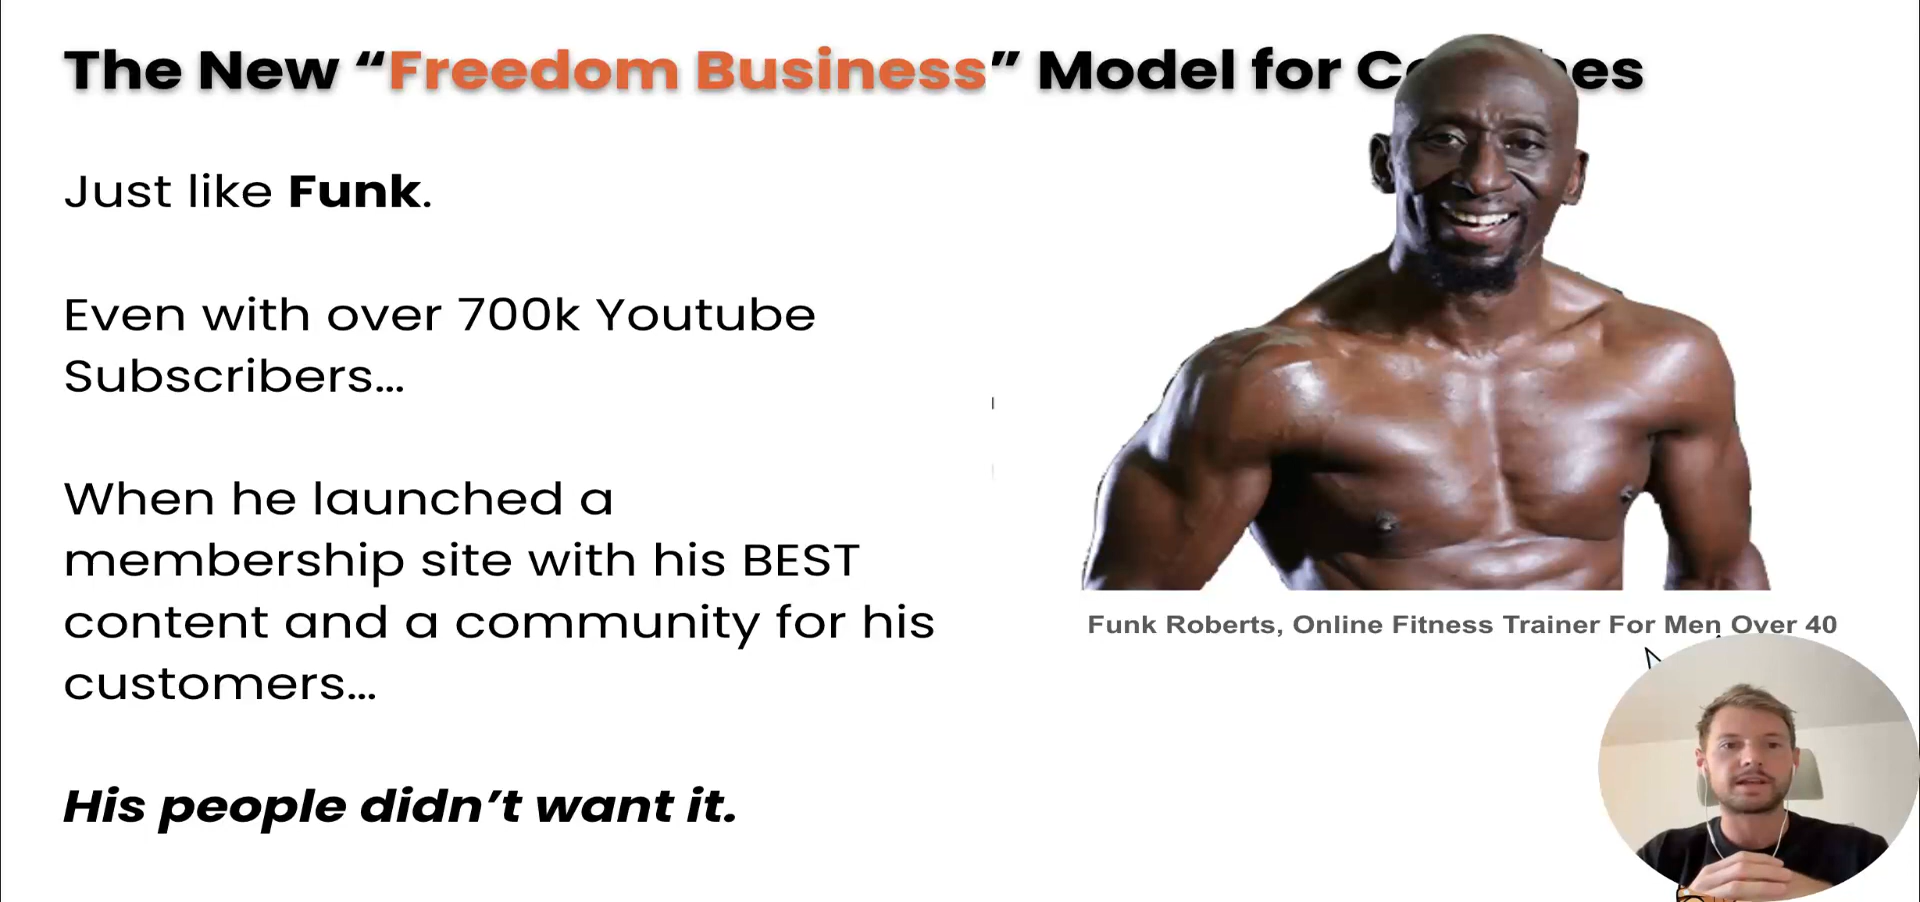 The New “Freedom Business” Model for C es
Just like Funk.
Even with over 700k Youtube
Subscribers...
When he launched a
membership site with his BEST
content and a community for his
customers...
His people didn’t want it.
Funk Roberts, Online Fitness Trainer For Men Over 40